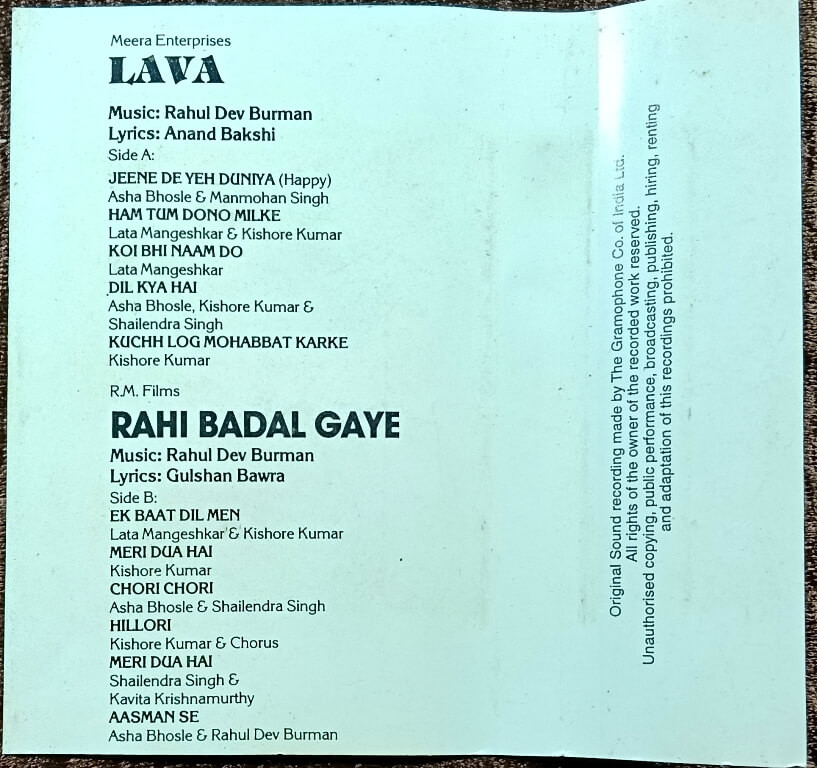 Meera Enterprises
LAVA
Music: Rahul Dev Burman
Lyrics: Anand Bakshi
Side A:
JEENE DE YEH DUNIYA (Happy)
Asha Bhosle & Manmohan Singh
HAM TUM DONO MILKE
Lata Mangeshkar & Kishore Kumar
KOI BHI NAAM DO
Lata Mangeshkar
DIL KYA HAI
Asha Bhosle, Kishore Kumar &
Shailendra Singh
KUCHH LOG MOHABBAT KARKE
Kishore Kumar
R.M. Films
RAHI BADAL GAYE
Music: Rahul Dev Burman
Lyrics: Gulshan Bawra
Side B:
EK BAAT DIL MEN
Lata Mangeshkar & Kishore Kumar
MERI DUA HAI
Kishore Kumar
CHORI CHORI
Asha Bhosle & Shailendra Singh
HILLORI
Kishore Kumar & Chorus
MERI DUA HAI
Shailendra Singh &
Kavita Krishnamurthy
AASMAN SE
Asha Bhosle & Rahul Dev Burman
Original Sound recording made by The Gramophone Co. of India Ltd.
All rights of the owner of the recorded work reserved.
Unauthorised copying, public performance, broadcasting, publishing, hiring, renting
and adaptation of this recordings prohibited.